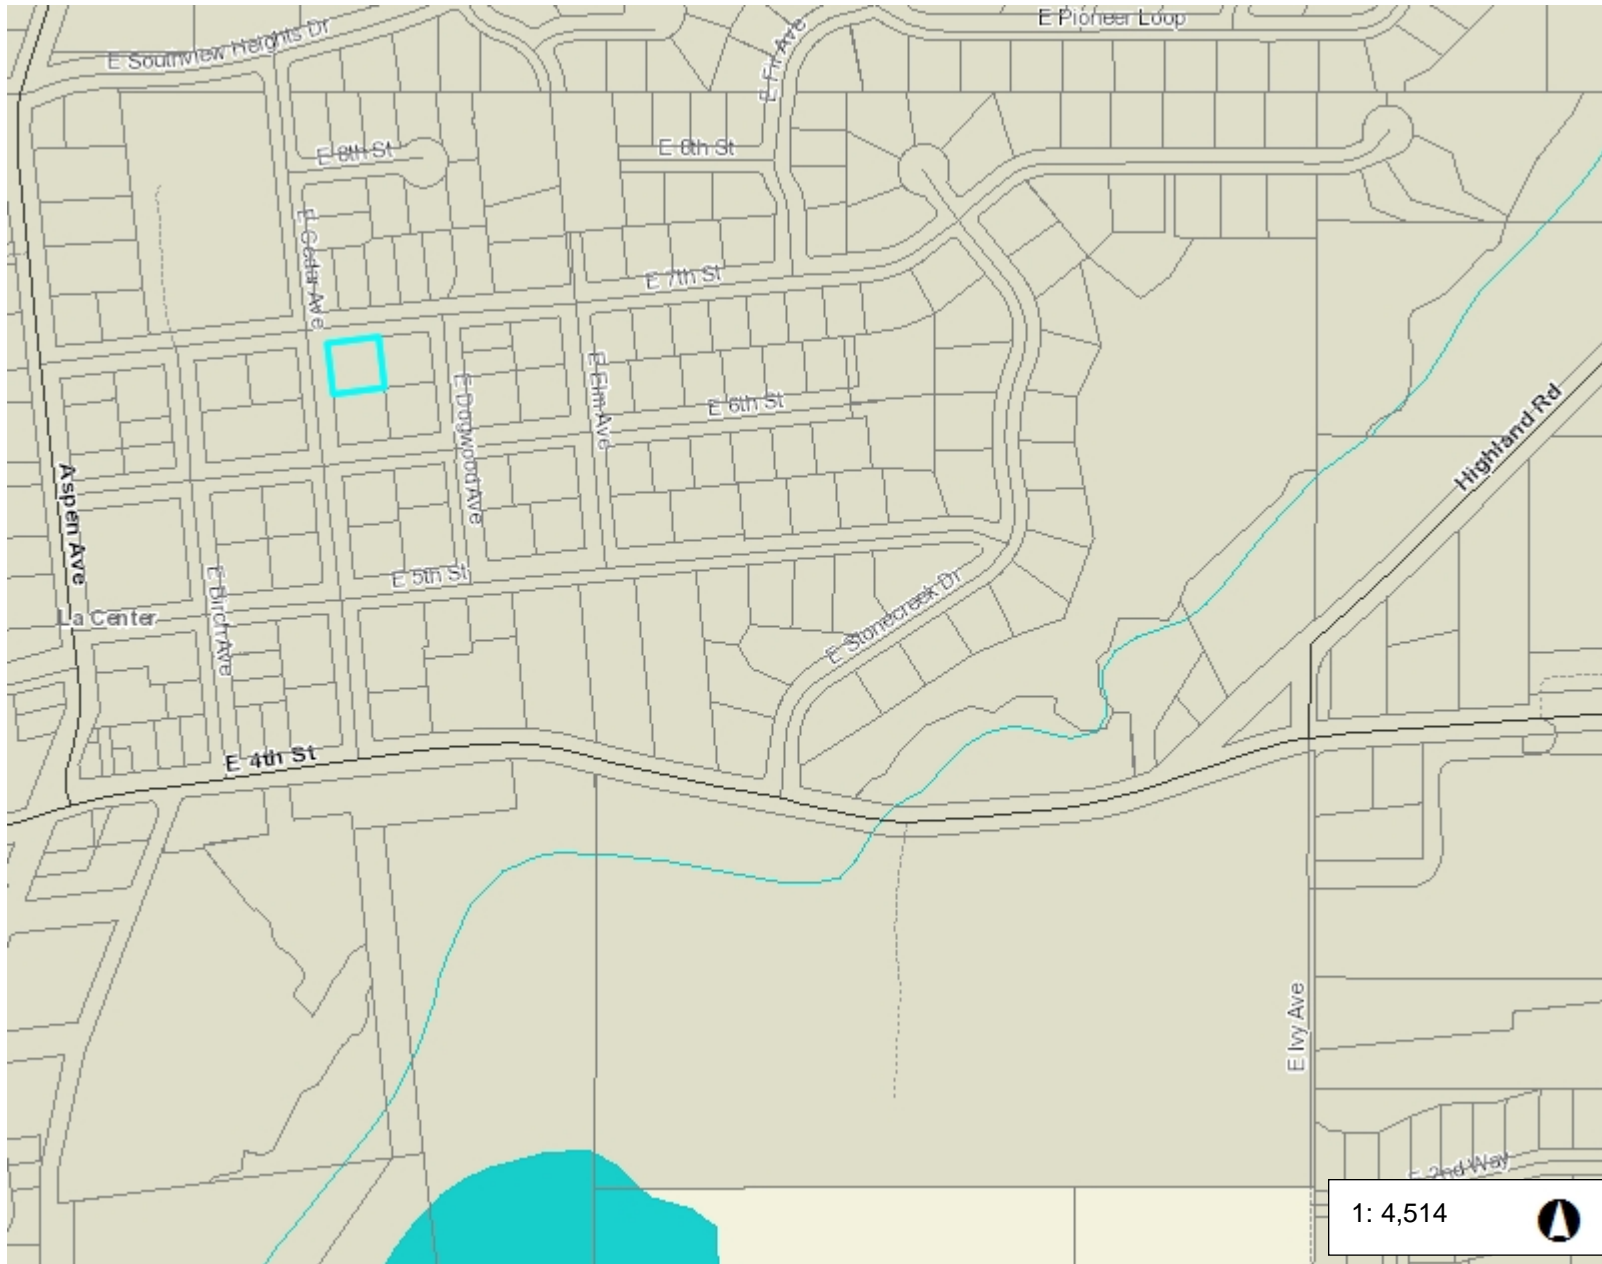 E Pioneer Loop
E Southview Heights Dr
E Fir Ave
E 8th St
E 8th St
E Cedar Ave
E 7th St
E Elm Ave
E Dogwood Ave
E 6th St
Highland Rd
Aspen Ave
E 5th St
E Birch Ave
La Center
E Stonecreek Dr
E 4th St
E Ivy Ave
E 2nd Way
1: 4,514